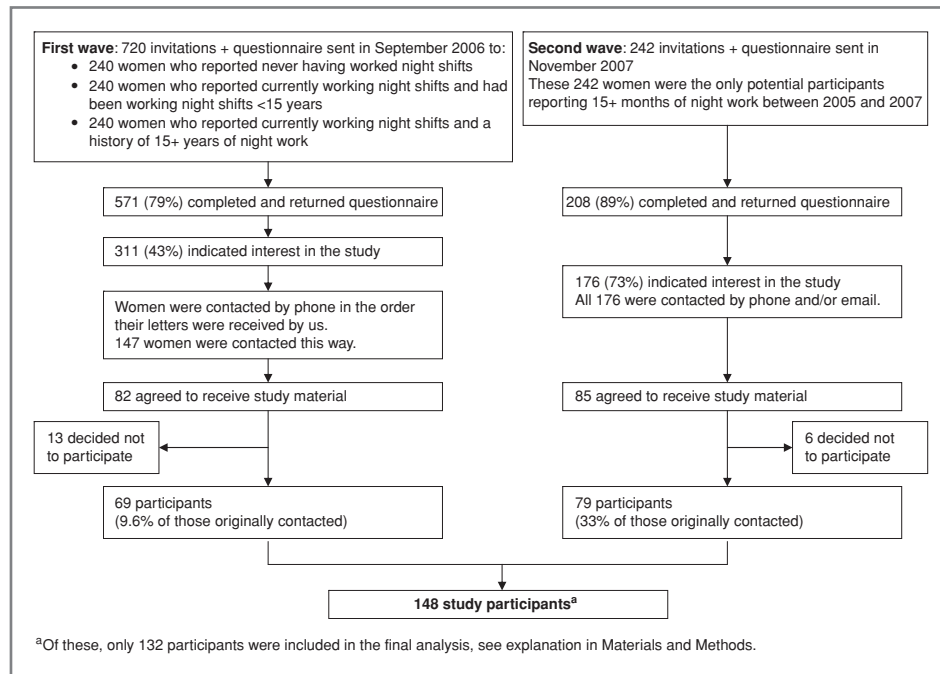 First wave: 720 invitations + questionnaire sent in September 2006 to:
• 240 women who reported never having worked night shifts
• 240 women who reported currently working night shifts and had
been working night shifts <15 years
• 240 women who reported currently working night shifts and a
history of 15+ years of night work
Second wave: 242 invitations + questionnaire sent in
November 2007
These 242 women were the only potential participants
reporting 15+ months of night work between 2005 and 2007
571 (79%) completed and returned questionnaire
208 (89%) completed and returned questionnaire
311 (43%) indicated interest in the study
176 (73%) indicated interest in the study
All 176 were contacted by phone and/or email.
Women were contacted by phone in the order
their letters were received by us.
147 women were contacted this way.
82 agreed to receive study material
85 agreed to receive study material
13 decided not
to participate
6 decided not
to participate
69 participants
(9.6% of those originally contacted)
79 participants
(33% of those originally contacted)
148 study participantsᵃ
ᵃOf these, only 132 participants were included in the final analysis, see explanation in Materials and Methods.